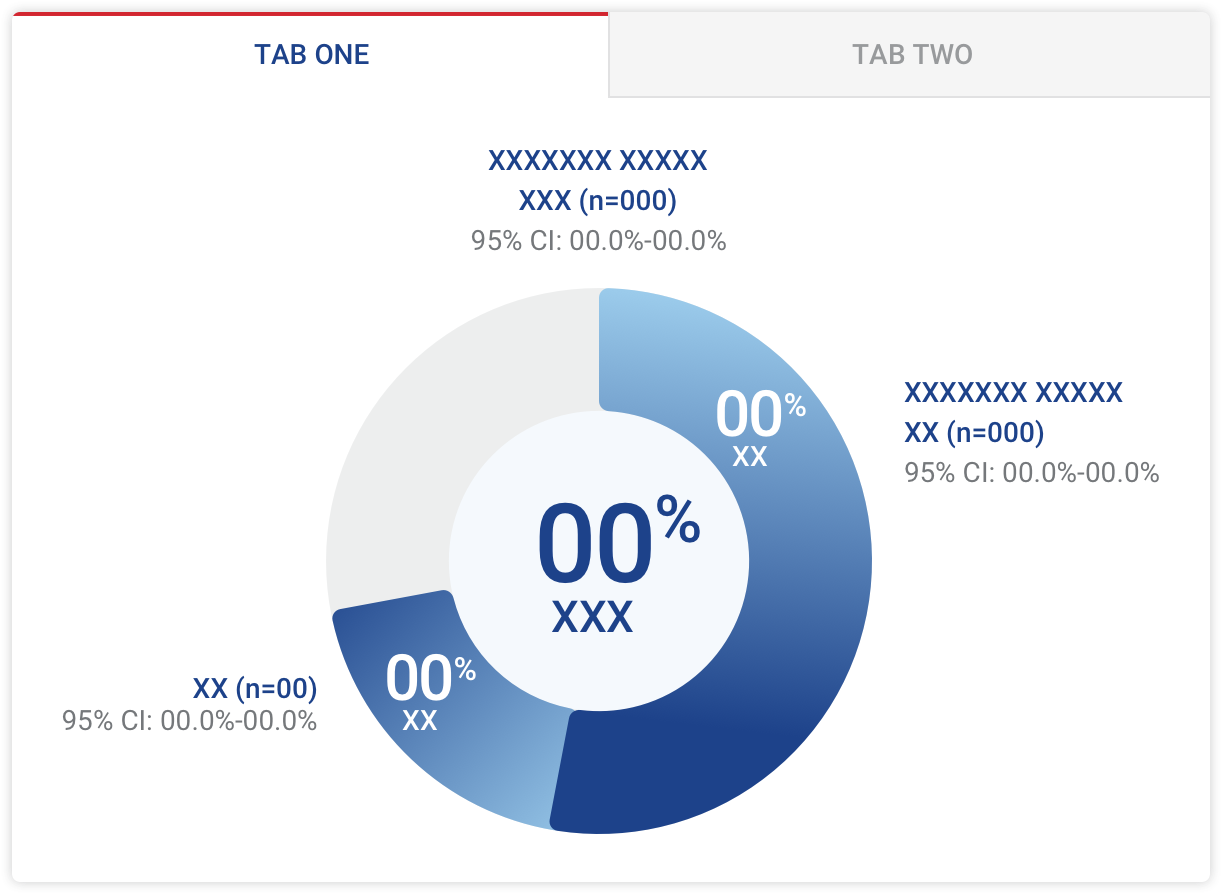 TAB ONE
TAB TWO
XXXXXXX XXXXX
XXX (n=000)
95% CI: 00.0%-00.0%
XXXXXXX XXXXX
XX (n=000)
95% CI: 00.0%-00.0%
00%
XX
00%
XXX
00%
XX
XX (n=00)
95% CI: 00.0%-00.0%